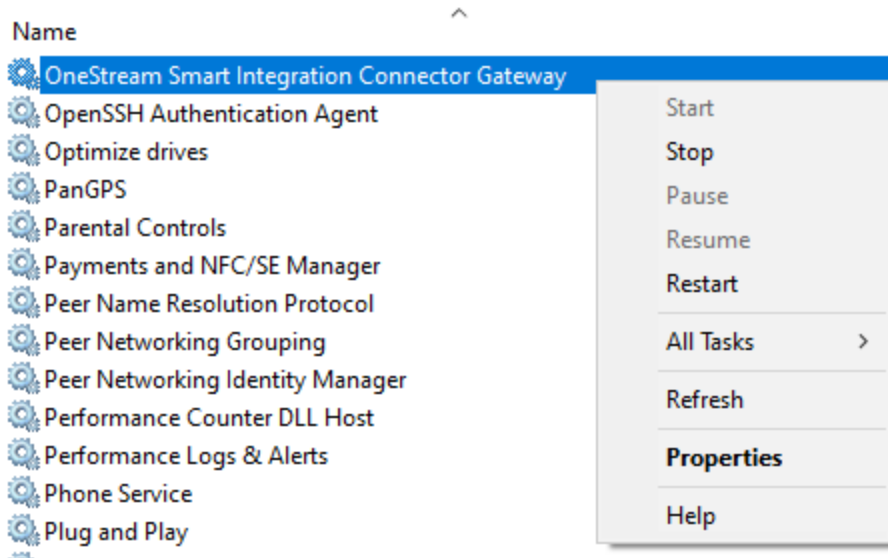 Name
OneStream Smart Integration Connector Gateway
OpenSSH Authentication Agent
Optimize drives
PanGPS
Parental Controls
Payments and NFC/SE Manager
Peer Name Resolution Protocol
Peer Networking Grouping
Peer Networking Identity Manager
Performance Counter DLL Host
Performance Logs & Alerts
Phone Service
Plug and Play
Start
Stop
Pause
Resume
Restart
All Tasks
Refresh
Properties
Help